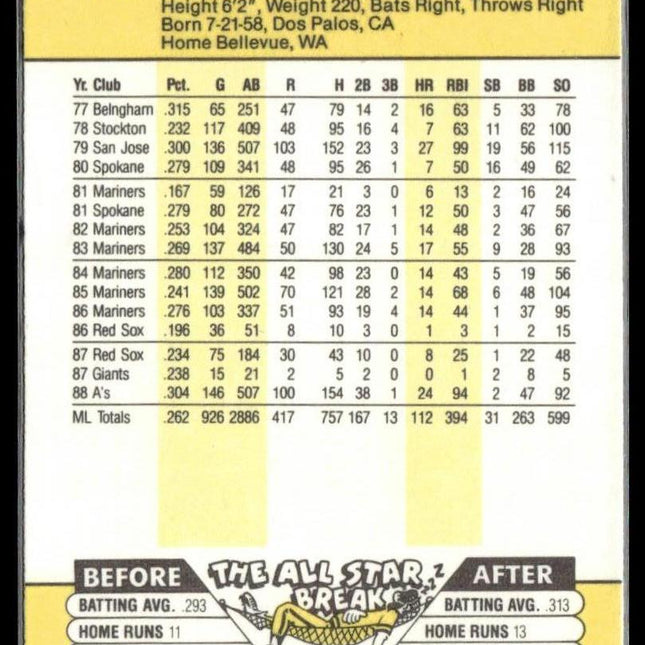 Height 6'2", Weight 220, Bats Right, Throws Right
Born 7-21-58, Dos Palos, CA
Home Bellevue, WA
Yr. Club Pct. G AB R H 2B 3B HR RBI SB BB SO
77 Belngham .315 65 251 47 79 14 2 16 63 5 33 78
78 Stockton .232 117 409 48 95 16 4 7 63 11 62 100
79 San Jose .300 136 507 103 152 23 3 27 99 19 56 115
80 Spokane .279 109 341 48 95 26 1 7 50 16 49 62
81 Mariners .167 59 126 17 21 3 0 6 13 2 16 24
81 Spokane .279 80 272 47 76 23 1 12 50 3 47 56
82 Mariners .253 104 324 47 82 17 1 14 48 2 36 67
83 Mariners .269 137 484 50 130 24 5 17 55 9 28 93
84 Mariners .280 112 350 42 98 23 0 14 43 5 19 56
85 Mariners .241 139 502 70 121 28 2 14 68 6 48 104
86 Mariners .276 103 337 51 93 19 4 14 44 1 37 95
86 Red Sox .196 36 51 8 10 3 0 1 3 1 2 15
87 Red Sox .234 75 184 30 43 10 0 8 25 1 22 48
87 Giants .238 15 21 2 5 2 0 0 1 2 8 5
88 A's .304 146 507 100 154 38 1 24 94 2 47 92
ML Totals .262 926 2886 417 757 167 13 112 394 31 263 599
BEFORE THE ALL STAR BREAK ZZZZ AFTER
BATTING AVG. .293 BATTING AVG. .313
HOME RUNS 11 HOME RUNS 13